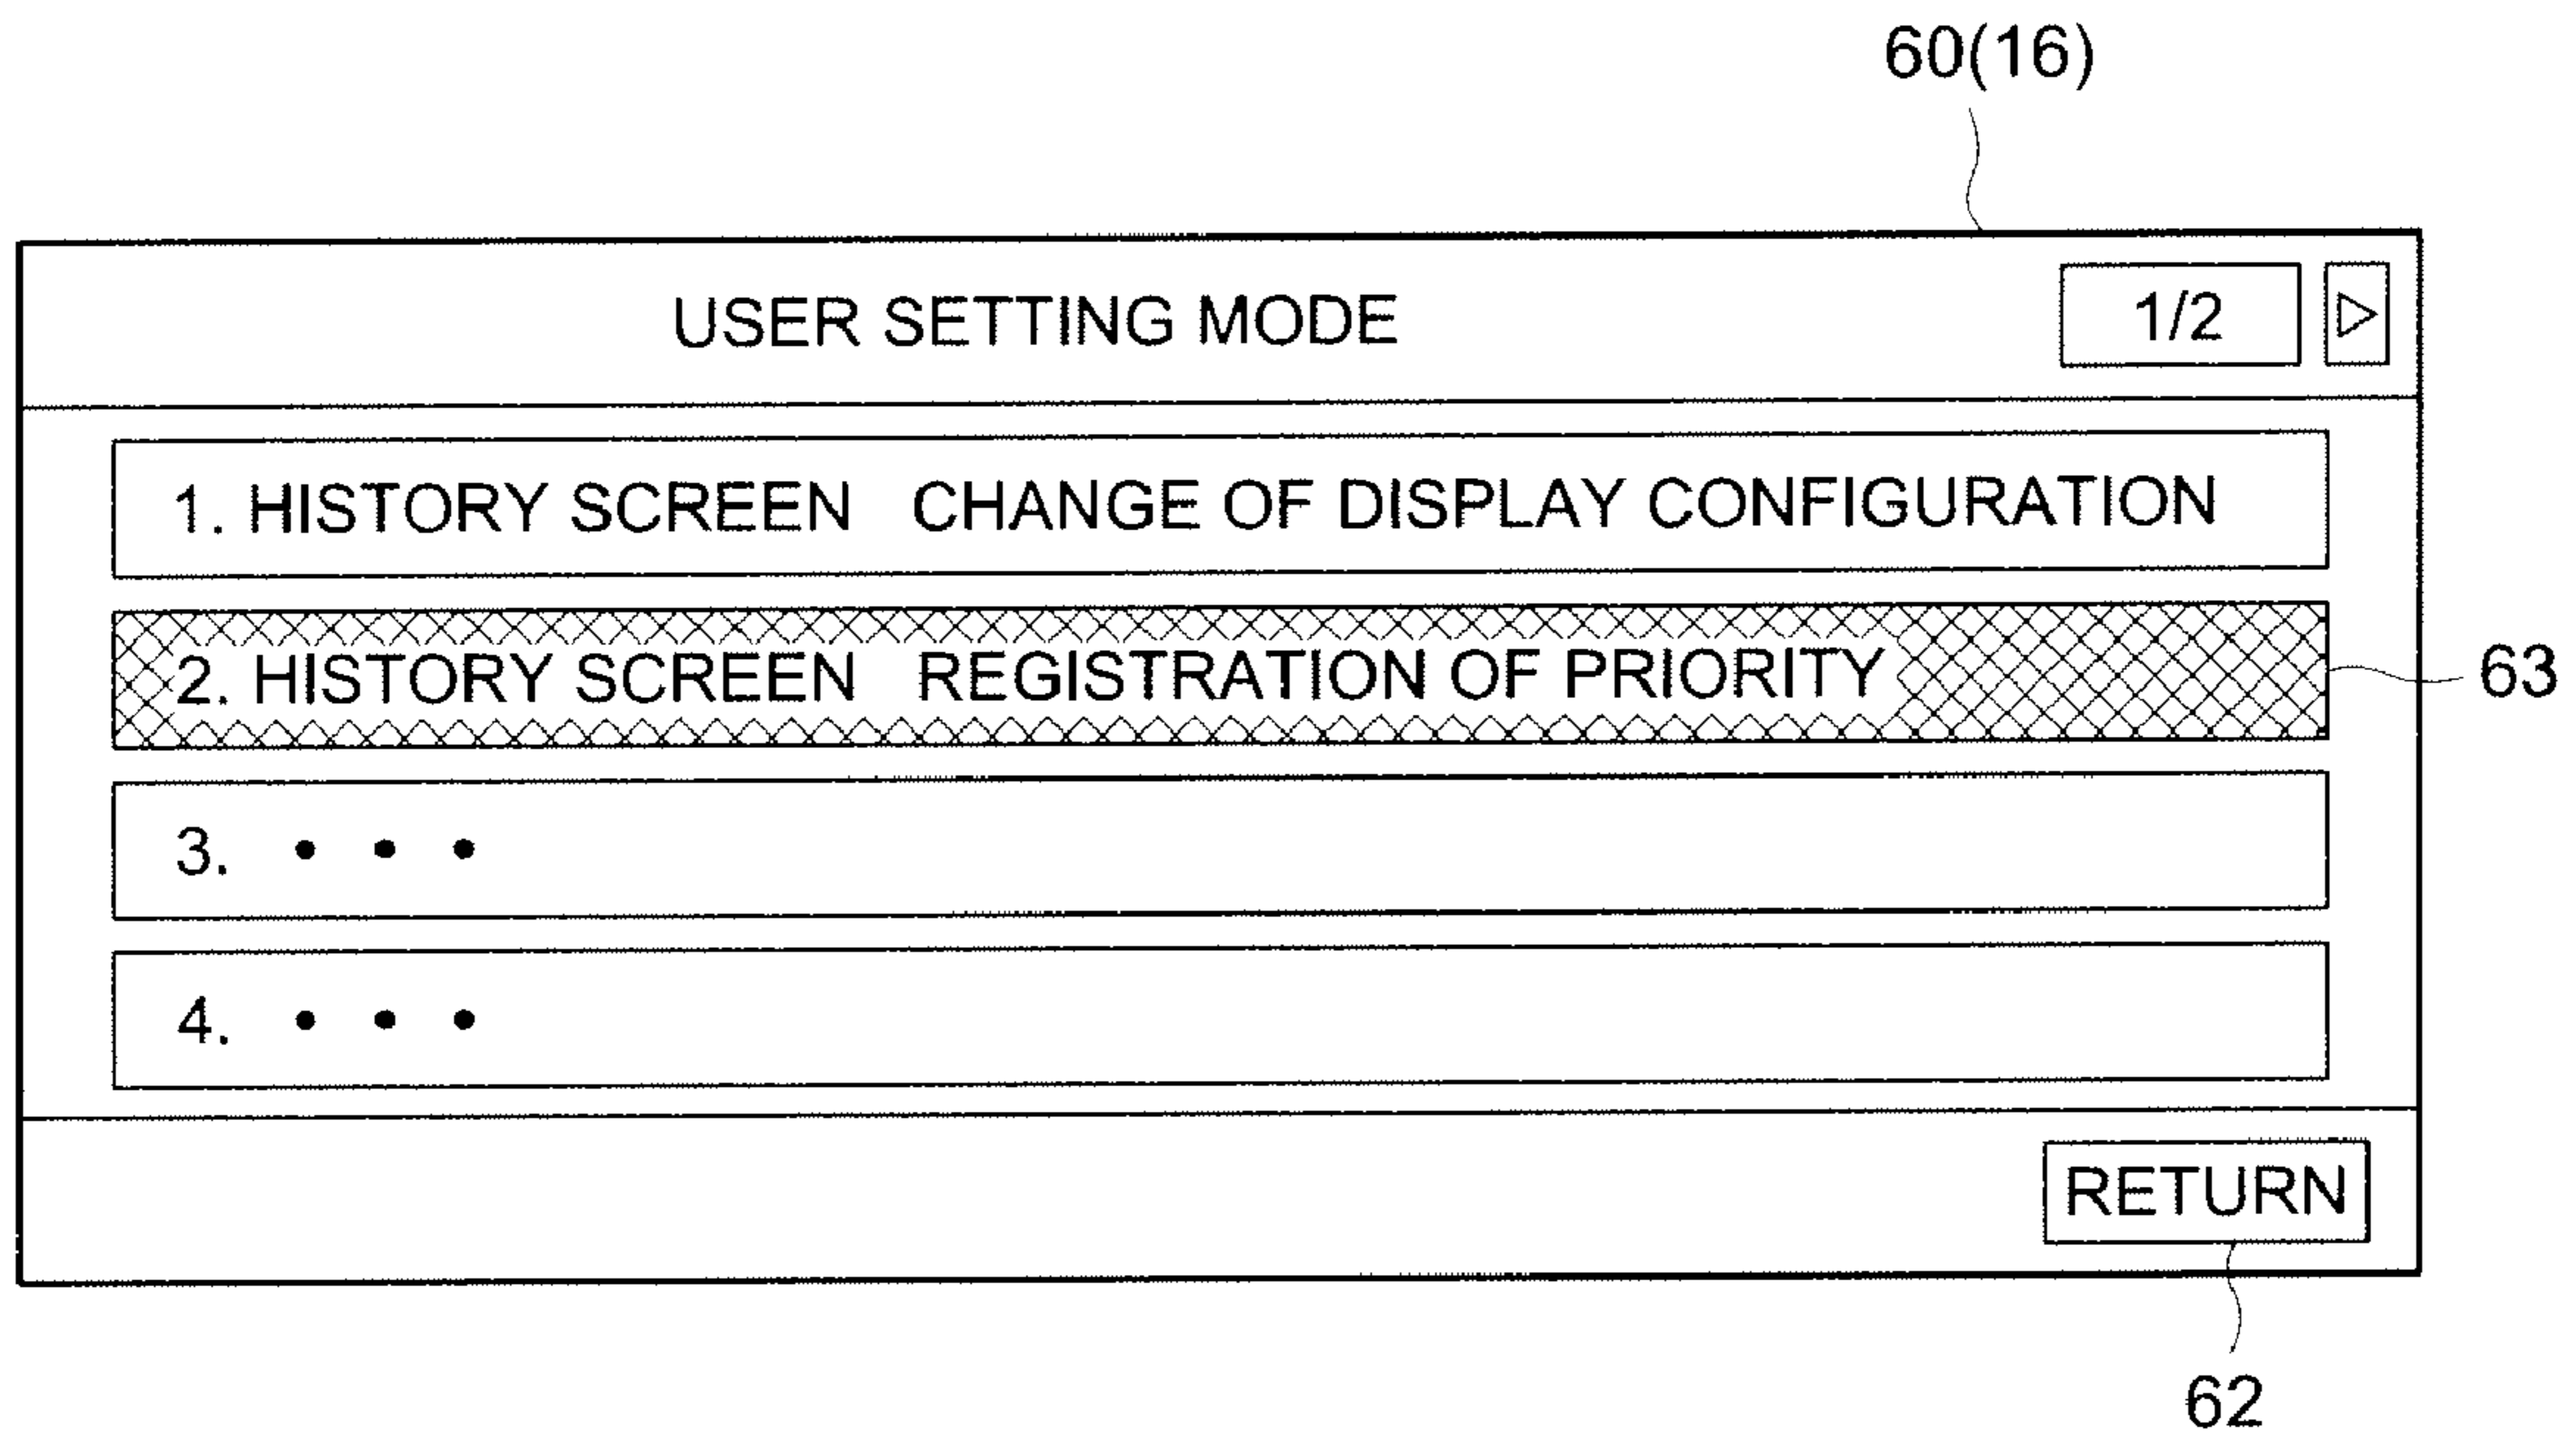 60(16)
USER SETTING MODE 1/2
1. HISTORY SCREEN CHANGE OF DISPLAY CONFIGURATION
2. HISTORY SCREEN REGISTRATION OF PRIORITY
63
3. • • •
4. • • •
RETURN
62